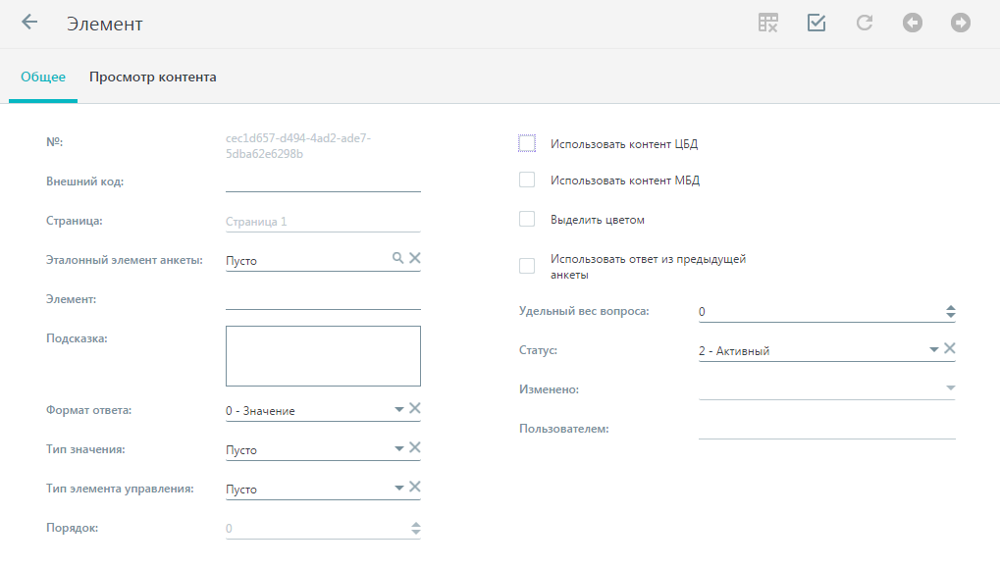 Элемент
Общее
Просмотр контента
№:
cec1d657-d494-4ad2-ade7-
5dba62e6298b
Внешний код:
Страница:
Страница 1
Эталонный элемент анкеты:
Пусто
Элемент:
Подсказка:
Формат ответа:
0 - Значение
Тип значения:
Пусто
Тип элемента управления:
Пусто
Порядок:
0
Использовать контент ЦБД
Использовать контент МБД
Выделить цветом
Использовать ответ из предыдущей
анкеты
Удельный вес вопроса:
0
Статус:
2 - Активный
Изменено:
Пользователем: